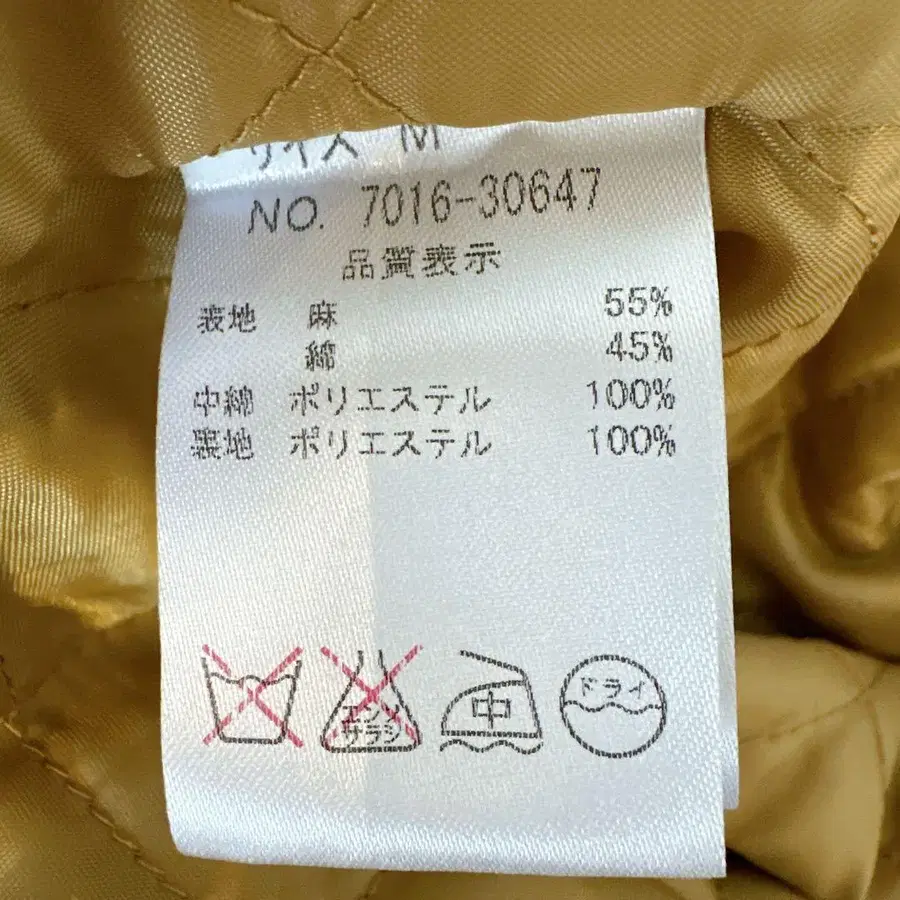 サイズ M
NO. 7016-30647
品質表示
表地 麻 55%
綿 45%
中綿 ポリエステル 100%
裏地 ポリエステル 100%
エンソ サラシ
中
ドライ